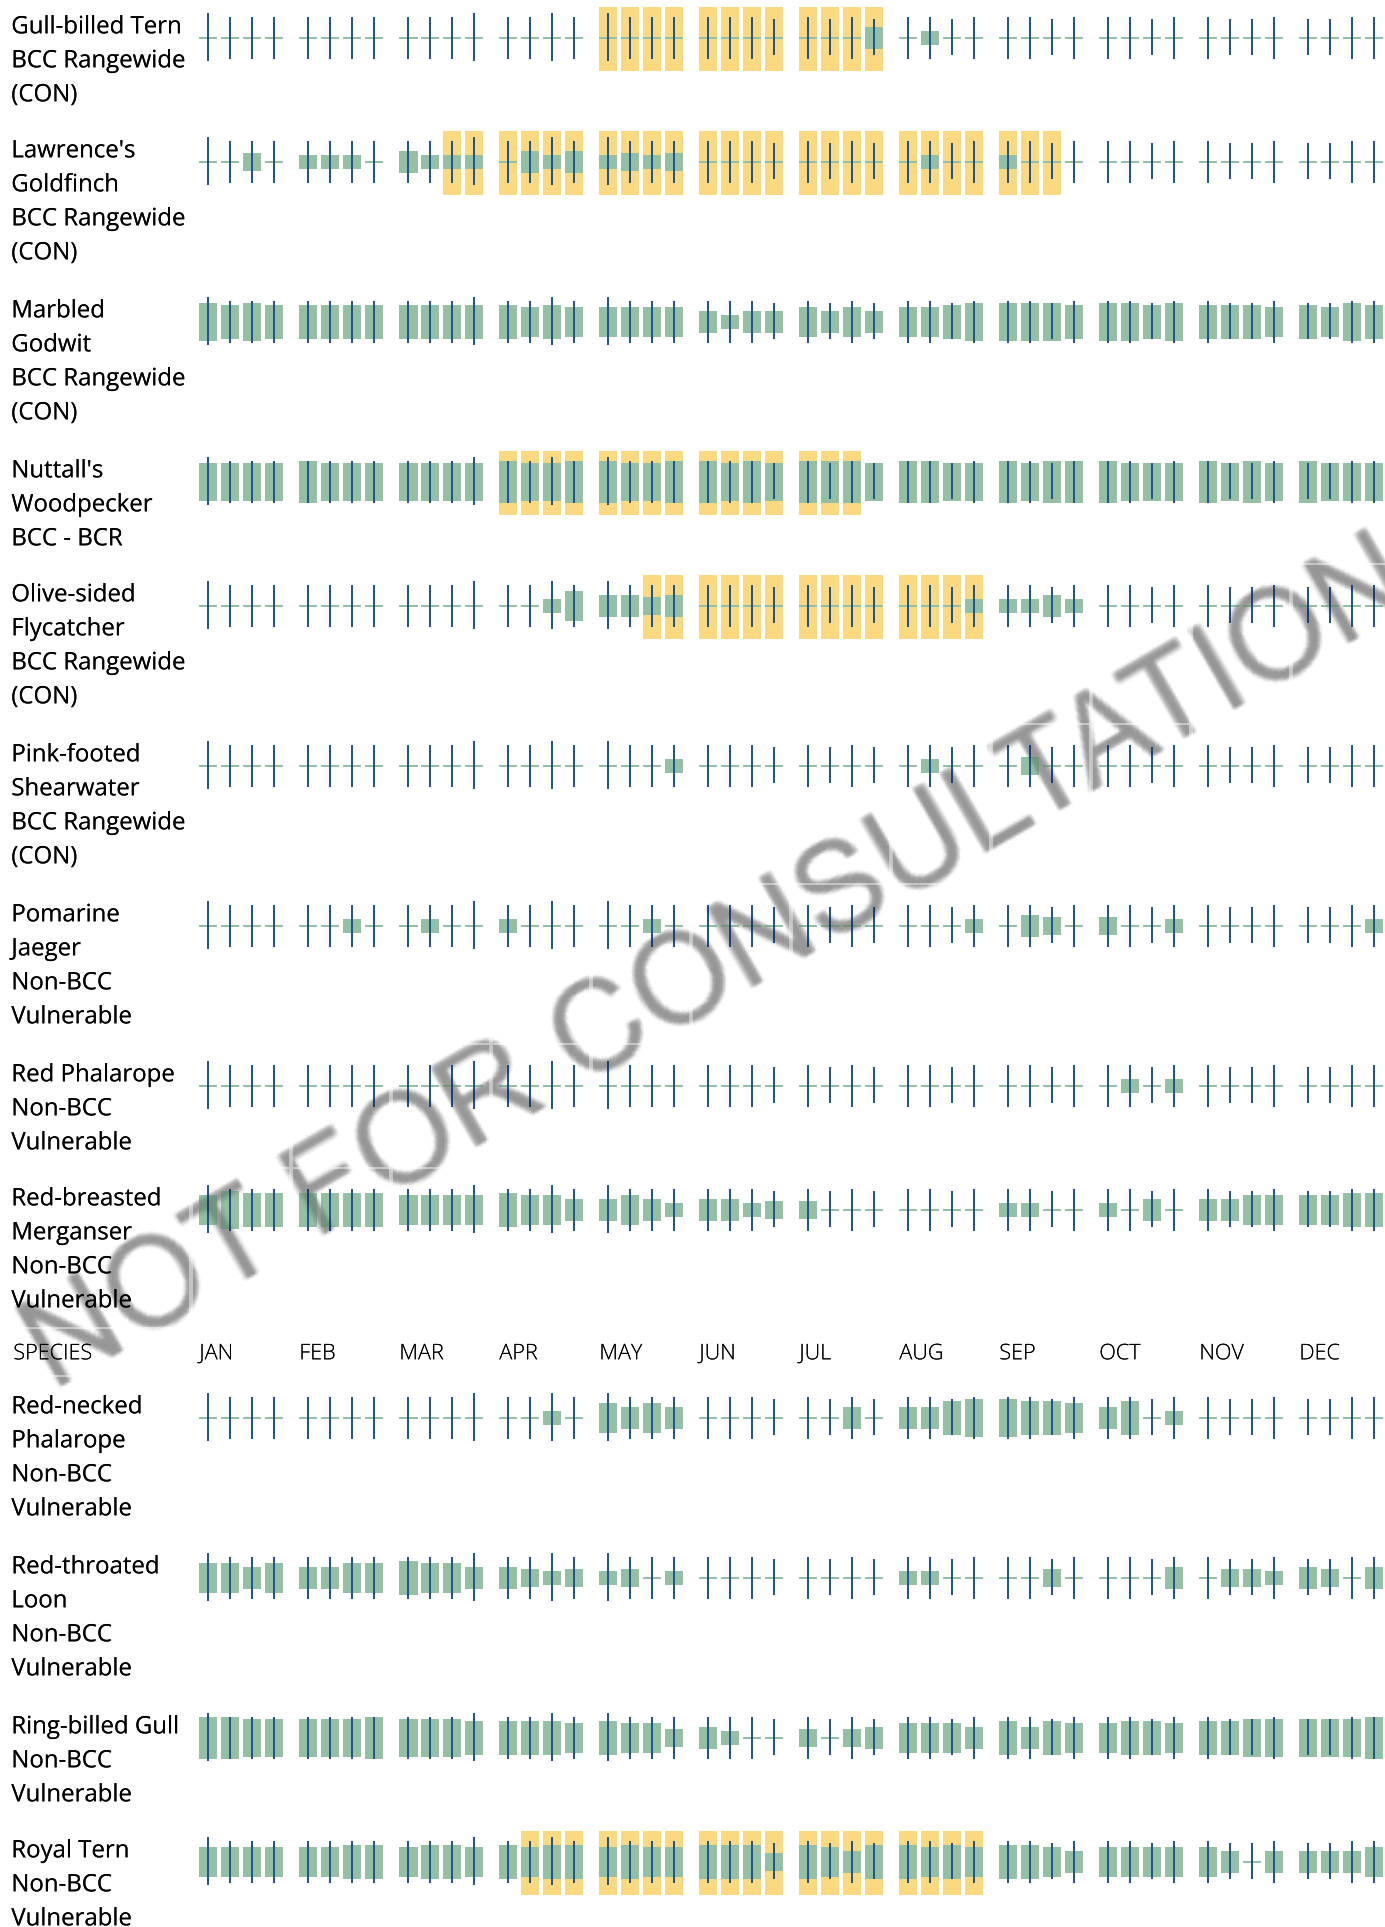 Gull-billed Tern
BCC Rangewide
(CON)
Lawrence's
Goldfinch
BCC Rangewide
(CON)
Marbled
Godwit
BCC Rangewide
(CON)
Nuttall's
Woodpecker
BCC - BCR
Olive-sided
Flycatcher
BCC Rangewide
(CON)
Pink-footed
Shearwater
BCC Rangewide
(CON)
Pomarine
Jaeger
Non-BCC
Vulnerable
Red Phalarope
Non-BCC
Vulnerable
Red-breasted
Merganser
Non-BCC
Vulnerable
NOT FOR CONSULTATION
SPECIES JAN FEB MAR APR MAY JUN JUL AUG SEP OCT NOV DEC
Red-necked
Phalarope
Non-BCC
Vulnerable
Red-throated
Loon
Non-BCC
Vulnerable
Ring-billed Gull
Non-BCC
Vulnerable
Royal Tern
Non-BCC
Vulnerable